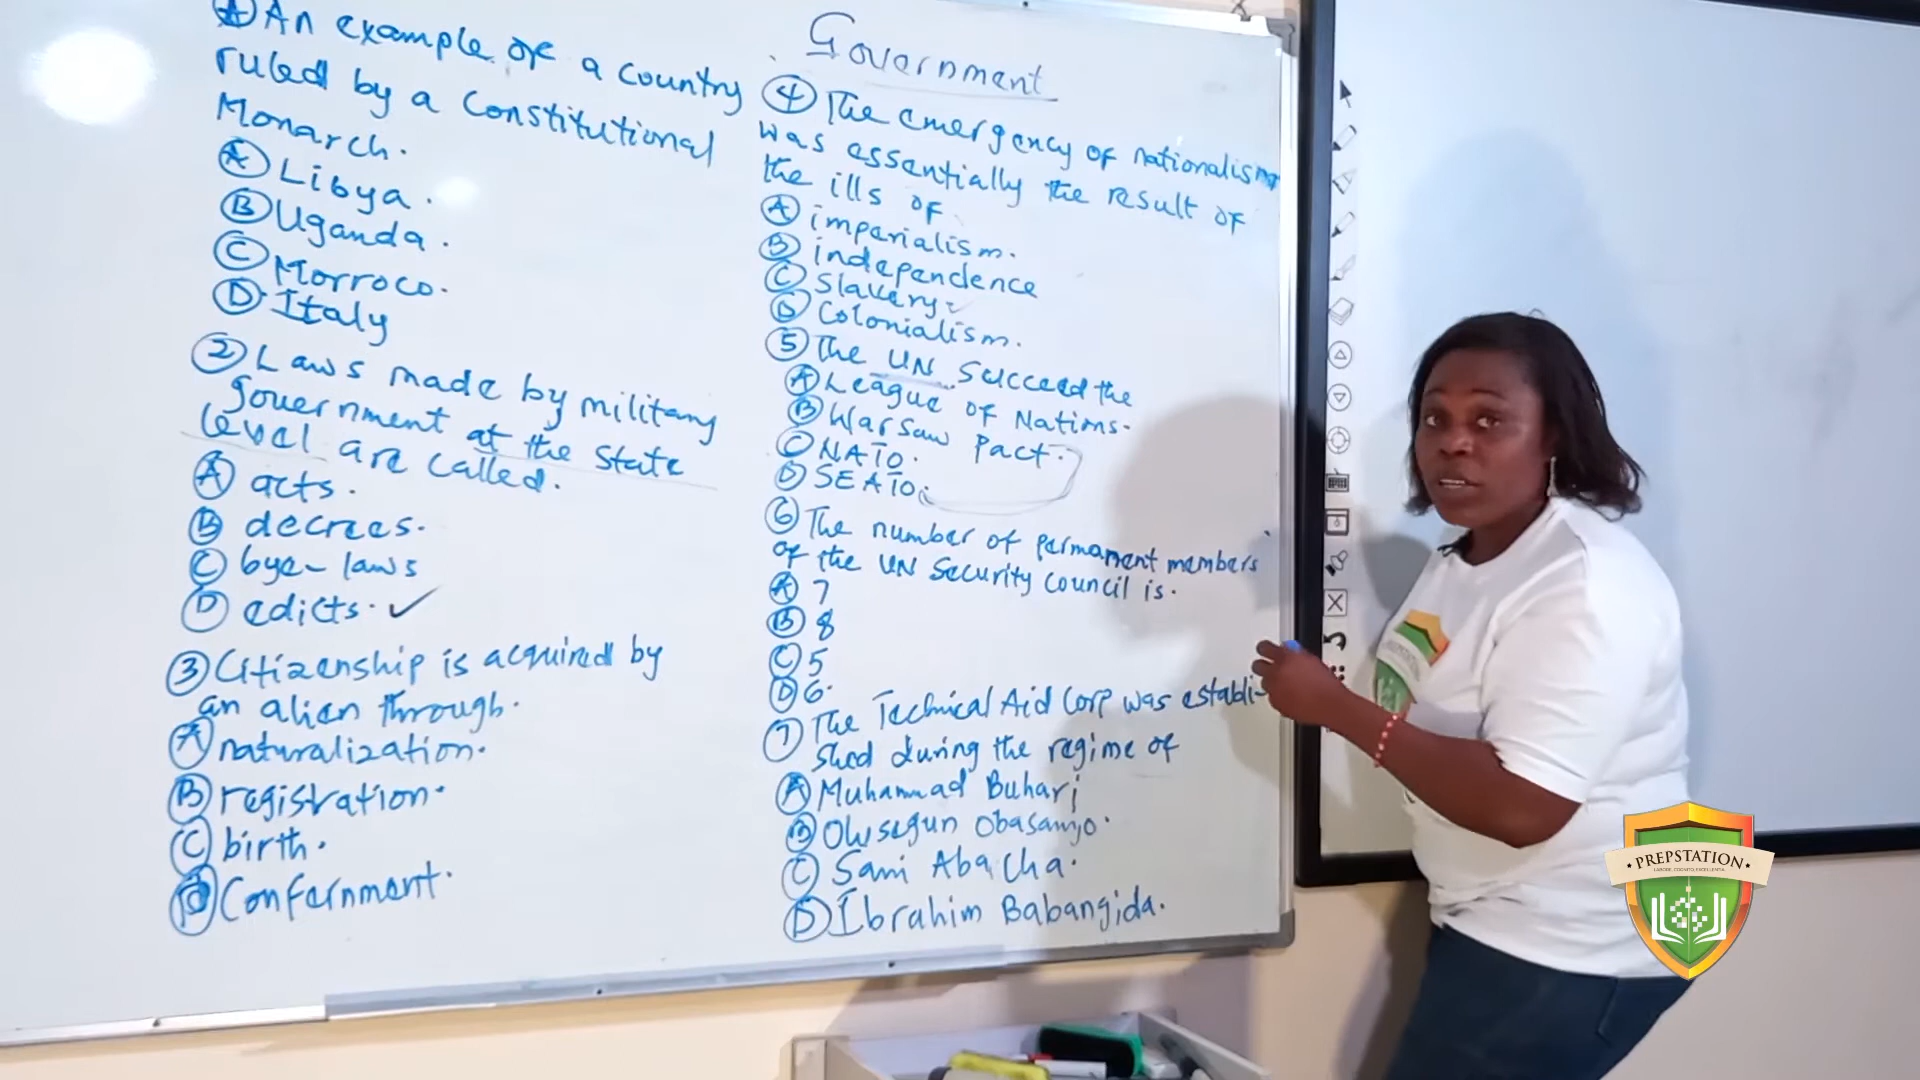 Government
① An example of a country
ruled by a Constitutional
Monarch.
Ⓐ Libya.
Ⓑ Uganda.
Ⓒ Morroco.
Ⓓ Italy
② Laws made by military
government at the State
level are called.
Ⓐ acts.
Ⓑ decrees.
Ⓒ bye-laws
Ⓓ edicts. ✓
③ Citizenship is acquired by
an alien through.
Ⓐ naturalization.
Ⓑ registration.
Ⓒ birth.
Ⓓ Confernment.
④ The emergency of nationalism
was essentially the result of
the ills of
Ⓐ imperialism.
Ⓑ independence
Ⓒ Slavery.
Ⓓ Colonialism.
⑤ The UN Succeed the
Ⓐ League of Nations.
Ⓑ Warsaw Pact.
Ⓒ NATO.
Ⓓ SEATO.
⑥ The number of permanent members
of the UN Security Council is.
Ⓐ 7
Ⓑ 8
Ⓒ 5
Ⓓ 6.
⑦ The Technical Aid Corp was establi-
shed during the regime of
Ⓐ Muhammad Buhari
Ⓑ Olusegun Obasanjo.
Ⓒ Sani Abacha.
Ⓓ Ibrahim Babangida.
PREPSTATION